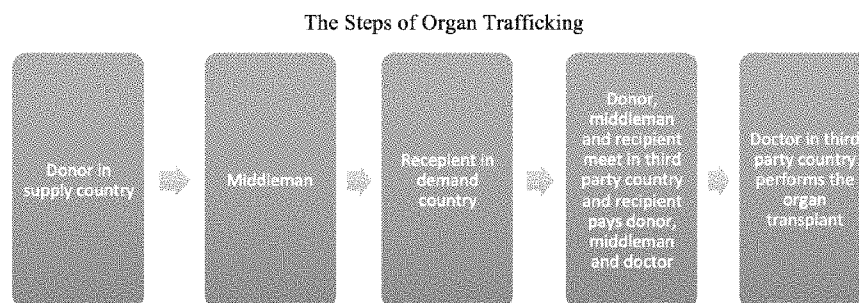 The Steps of Organ Trafficking
Donor in
supply country
Middleman
Recepient in
demand
country
Donor,
middleman
and recipient
meet in third
party country
and recipient
pays donor,
middleman
and doctor
Doctor in third
party country
performs the
organ
transplant